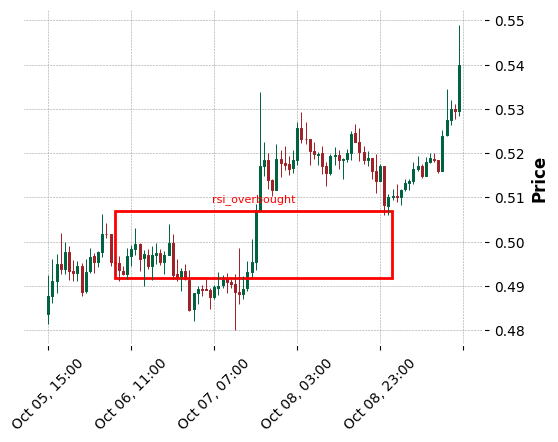 0.55
0.54
0.53
0.52
0.51
0.50
0.49
0.48
Price
rsi_overbought
Oct 05, 15:00
Oct 06, 11:00
Oct 07, 07:00
Oct 08, 03:00
Oct 08, 23:00